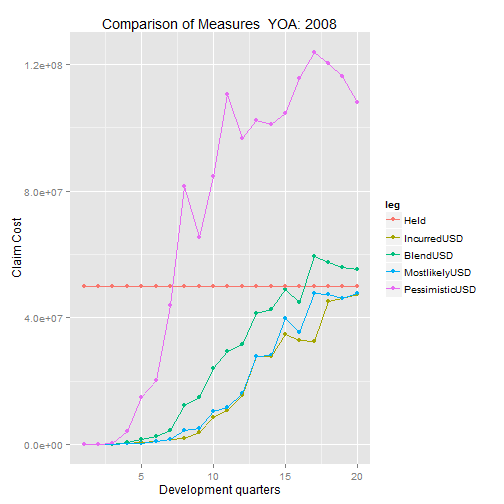 Comparison of Measures  YOA: 2008
Claim Cost
1.2e+08
8.0e+07
4.0e+07
0.0e+00
5
10
15
20
Development quarters
leg
Held
IncurredUSD
BlendUSD
MostlikelyUSD
PessimisticUSD